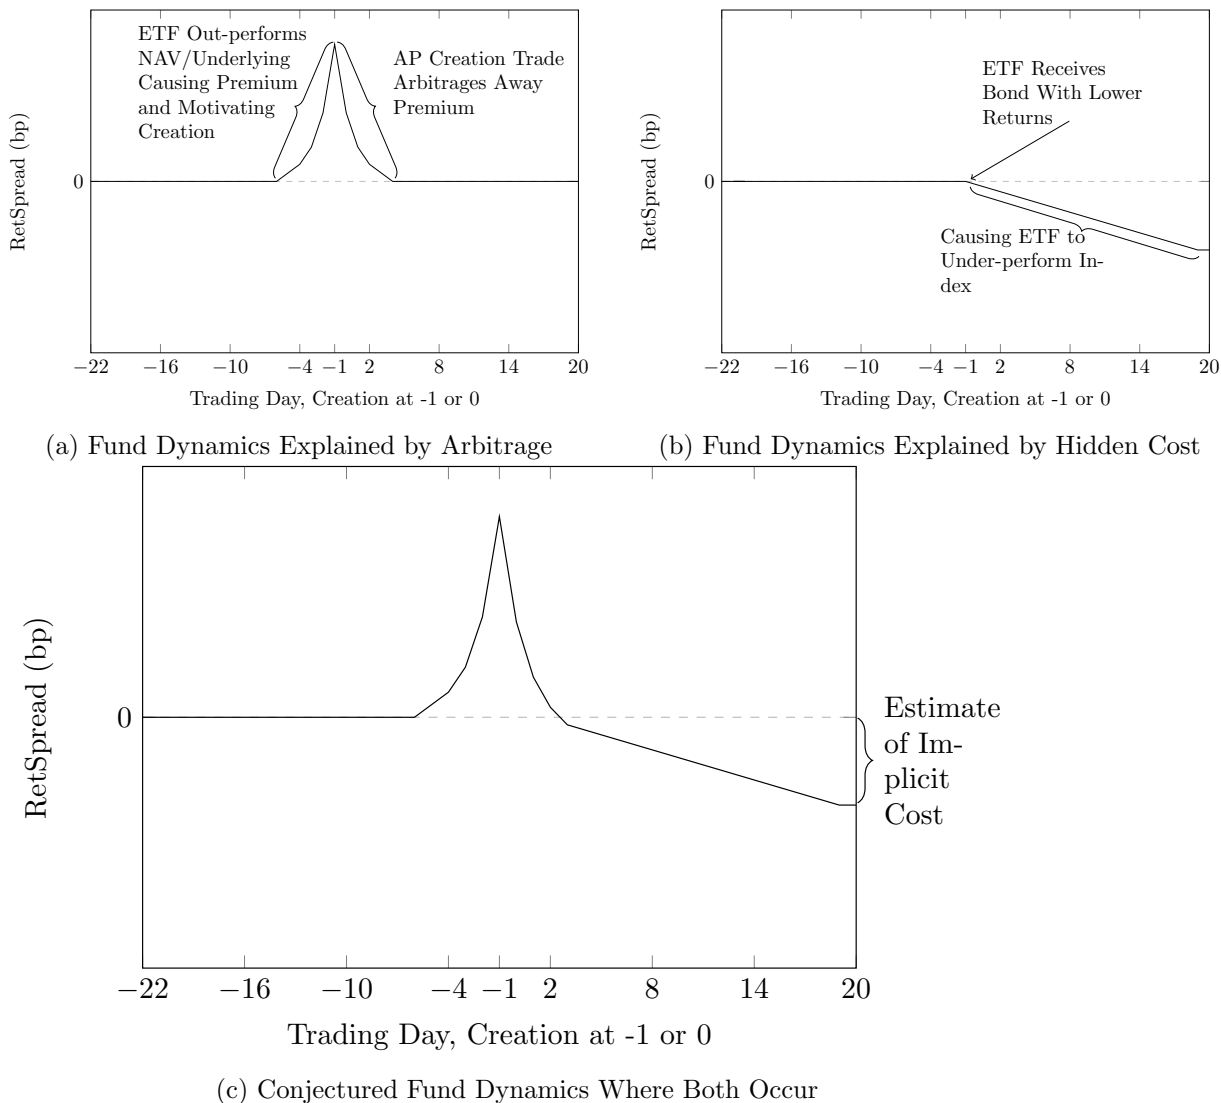 ETF Out-performs
NAV/Underlying
Causing Premium
and Motivating
Creation
AP Creation Trade
Arbitrages Away
Premium
RetSpread (bp)
0
−22 −16 −10 −4 −1 2 8 14 20
Trading Day, Creation at -1 or 0
(a) Fund Dynamics Explained by Arbitrage
ETF Receives
Bond With Lower
Returns
Causing ETF to
Under-perform In-
dex
RetSpread (bp)
0
−22 −16 −10 −4 −1 2 8 14 20
Trading Day, Creation at -1 or 0
(b) Fund Dynamics Explained by Hidden Cost
RetSpread (bp)
0
Estimate
of Im-
plicit
Cost
−22 −16 −10 −4 −1 2 8 14 20
Trading Day, Creation at -1 or 0
(c) Conjectured Fund Dynamics Where Both Occur